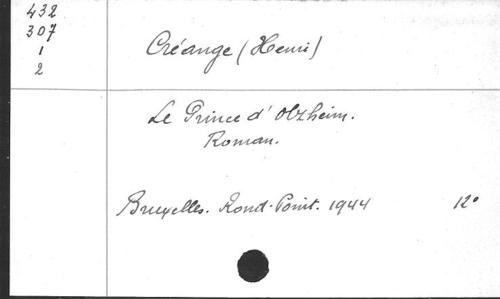 432
307
1
2
Créange (Henri)
Le Prince d'Olzheim.
Roman.
Bruxelles. Rond-Point. 1944 12°